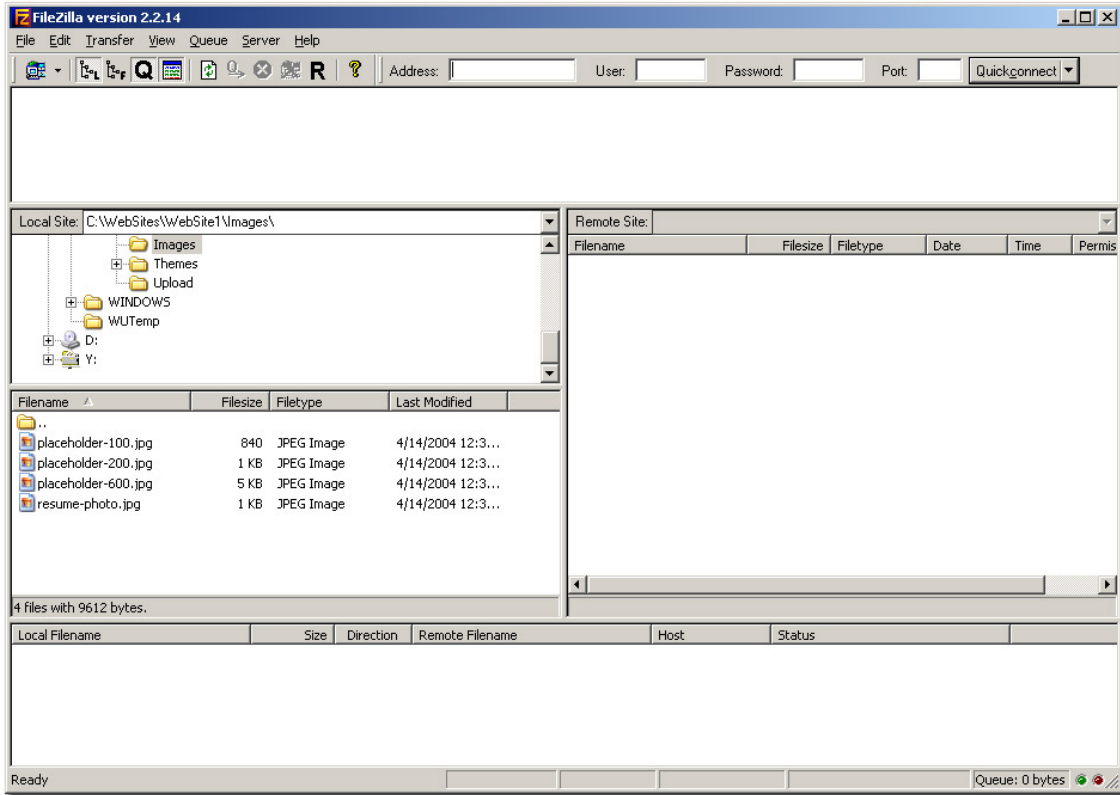 FileZilla version 2.2.14
File Edit Transfer View Queue Server Help
L F Q R ? Address: User: Password: Port: Quickconnect
Local Site: C:\WebSites\WebSite1\Images\ Remote Site:
Images
Themes
Upload
WINDOWS
WUTemp
D:
Y:
Filename Filesize Filetype Date Time Permis
Filename Filesize Filetype Last Modified
..
placeholder-100.jpg 840 JPEG Image 4/14/2004 12:3...
placeholder-200.jpg 1 KB JPEG Image 4/14/2004 12:3...
placeholder-600.jpg 5 KB JPEG Image 4/14/2004 12:3...
resume-photo.jpg 1 KB JPEG Image 4/14/2004 12:3...
4 files with 9612 bytes.
Local Filename Size Direction Remote Filename Host Status
Ready Queue: 0 bytes